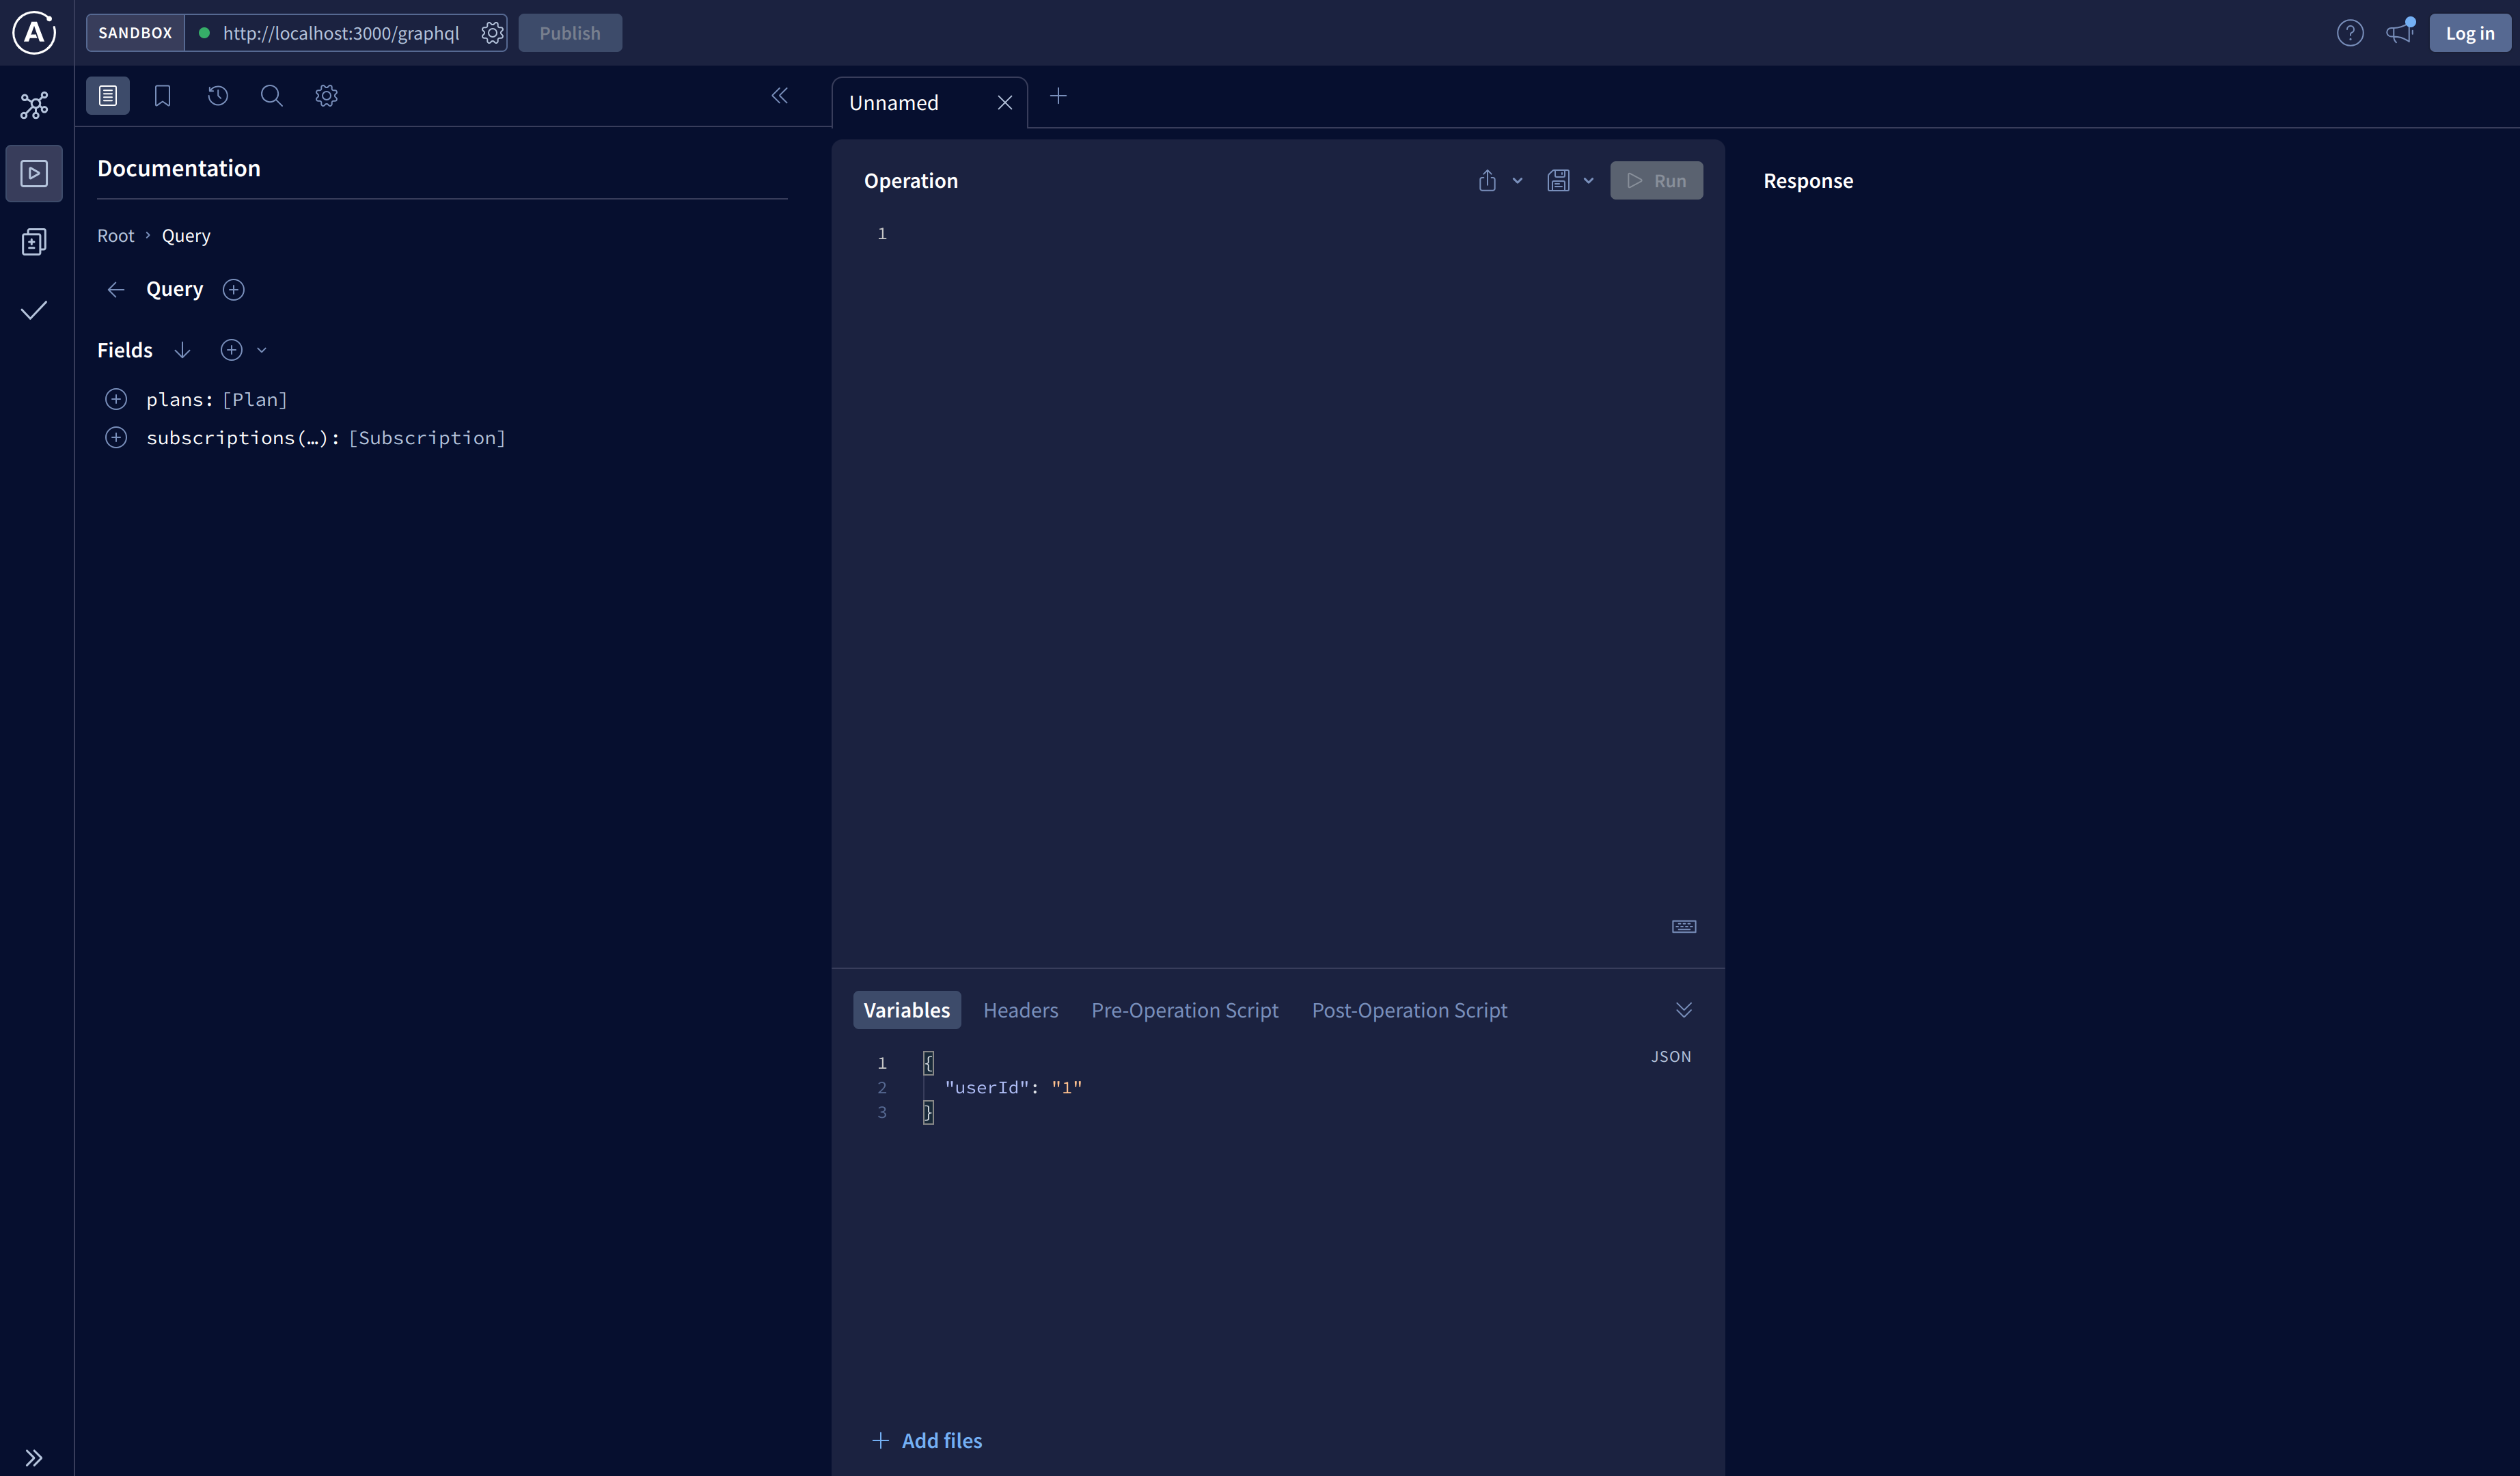 A
SANDBOX
http://localhost:3000/graphql
Publish
?
Log in
Unnamed
Documentation
Root › Query
Query
Fields
plans: [Plan]
subscriptions(…): [Subscription]
Operation
Run
1
Response
Variables
Headers
Pre-Operation Script
Post-Operation Script
JSON
1 {
2 "userId": "1"
3 }
Add files